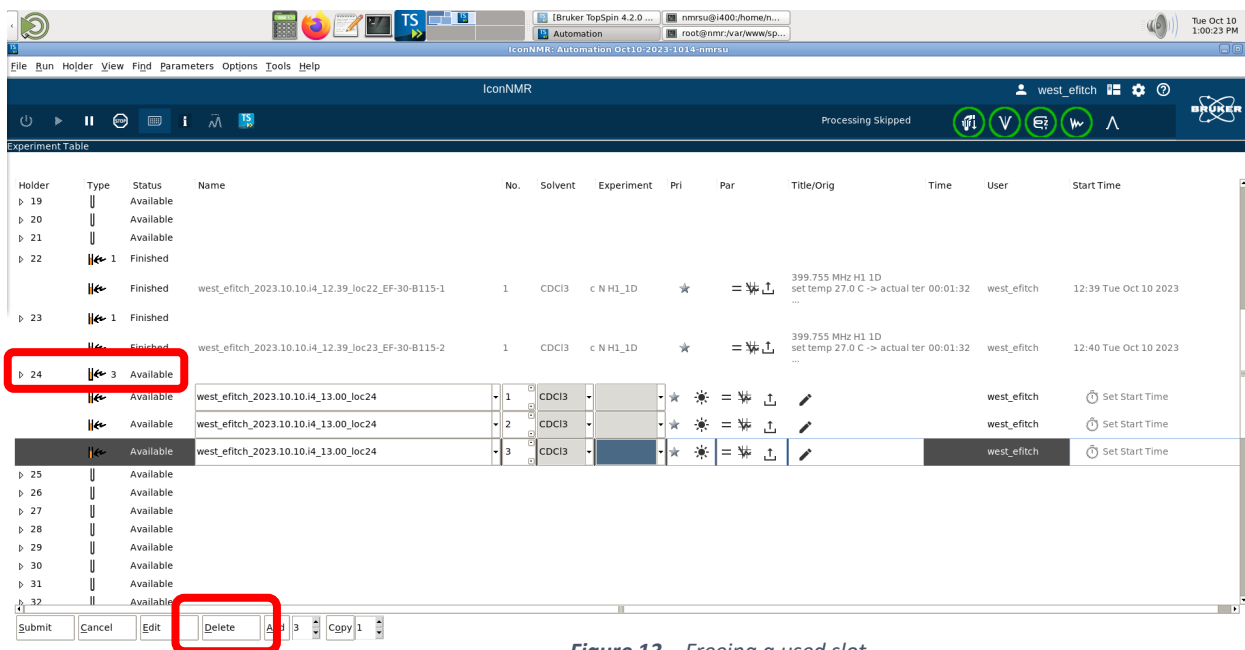 [Bruker TopSpin 4.2.0 ... nmrsu@i400:/home/n...
Automation root@nmr:/var/www/sp...
Tue Oct 10
1:00:23 PM
TS
IconNMR: Automation Oct10-2023-1014-nmrsu
File Run Holder View Find Parameters Options Tools Help
IconNMR west_efitch
Processing Skipped
BRUKER
Experiment Table
Holder Type Status Name No. Solvent Experiment Pri Par Title/Orig Time User Start Time
19 Available
20 Available
21 Available
22 1 Finished
399.755 MHz H1 1D
Finished west_efitch_2023.10.10.i4_12.39_loc22_EF-30-B115-1 1 CDCl3 c N H1_1D set temp 27.0 C -> actual ter 00:01:32 west_efitch 12:39 Tue Oct 10 2023
...
23 1 Finished
399.755 MHz H1 1D
Finished west_efitch_2023.10.10.i4_12.39_loc23_EF-30-B115-2 1 CDCl3 c N H1_1D set temp 27.0 C -> actual ter 00:01:32 west_efitch 12:40 Tue Oct 10 2023
...
24 3 Available
Available west_efitch_2023.10.10.i4_13.00_loc24 1 CDCl3 west_efitch Set Start Time
Available west_efitch_2023.10.10.i4_13.00_loc24 2 CDCl3 west_efitch Set Start Time
Available west_efitch_2023.10.10.i4_13.00_loc24 3 CDCl3 west_efitch Set Start Time
25 Available
26 Available
27 Available
28 Available
29 Available
30 Available
31 Available
32 Available
Submit Cancel Edit Delete Add 3 Copy 1
Figure 12 Freeing a used slot